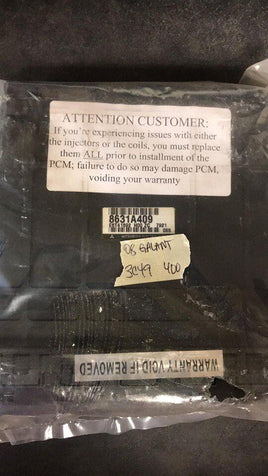 ATTENTION CUSTOMER:
If you're experiencing issues with either
the injectors or the coils, you must replace
them ALL prior to installment of the
PCM; failure to do so may damage PCM,
voiding your warranty
8631A409
08 GALANT
3C49 400
WARRANTY VOID IF REMOVED